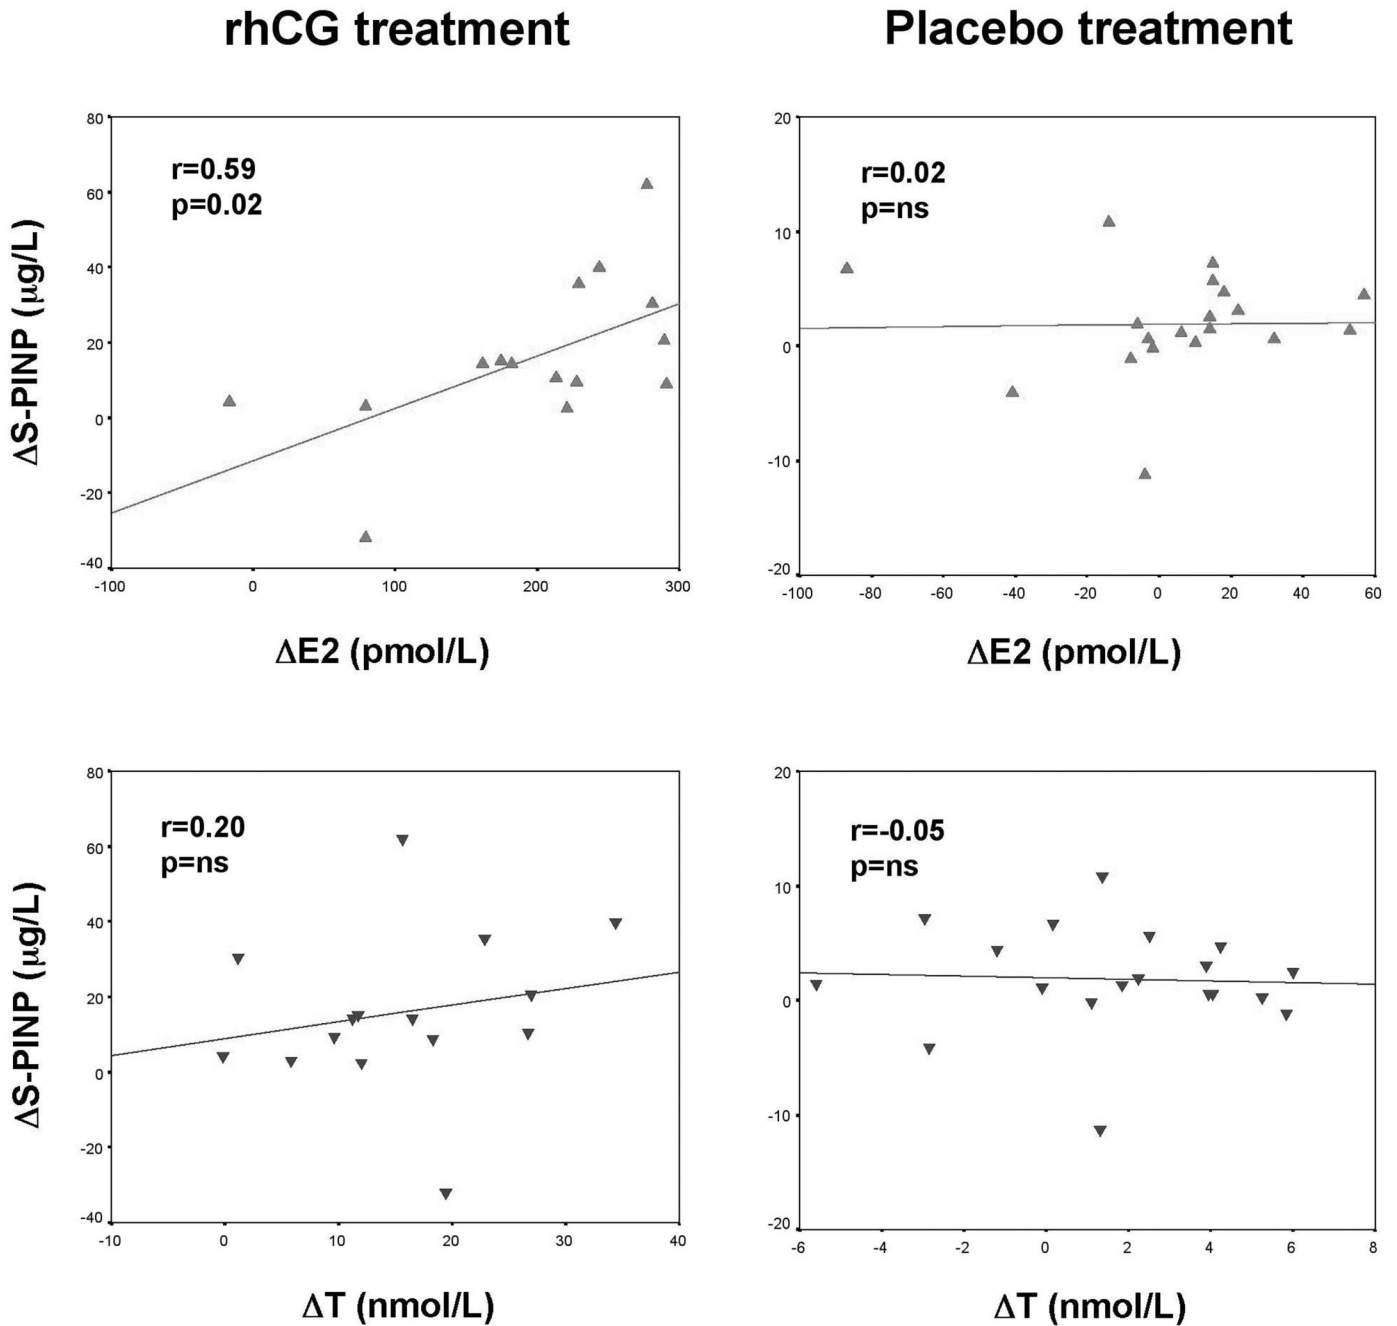 rhCG treatment
Placebo treatment
r=0.59
p=0.02
80
60
40
20
0
-20
-40
-100 0 100 200 300
ΔS-PINP (μg/L)
ΔE2 (pmol/L)
r=0.02
p=ns
20
10
0
-10
-20
-100 -80 -60 -40 -20 0 20 40 60
ΔE2 (pmol/L)
r=0.20
p=ns
80
60
40
20
0
-20
-40
-10 0 10 20 30 40
ΔS-PINP (μg/L)
ΔT (nmol/L)
r=-0.05
p=ns
20
10
0
-10
-20
-6 -4 -2 0 2 4 6 8
ΔT (nmol/L)